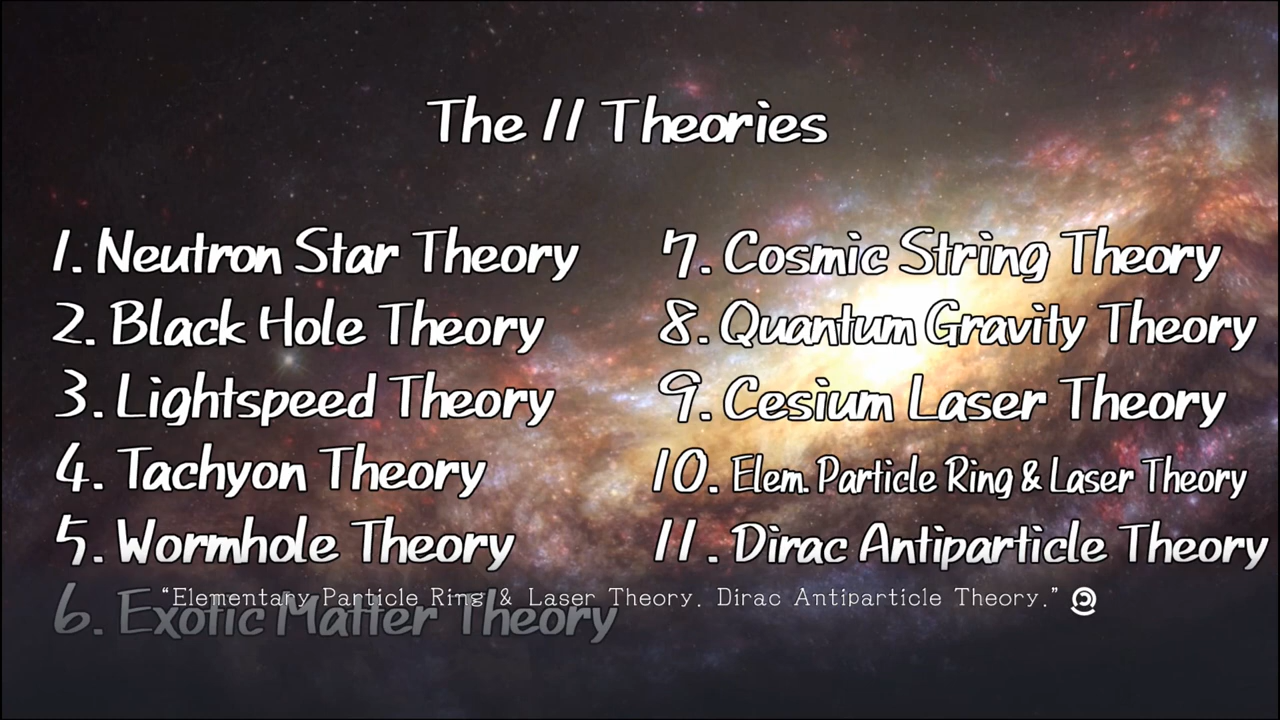 The 11 Theories
1. Neutron Star Theory
2. Black Hole Theory
3. Lightspeed Theory
4. Tachyon Theory
5. Wormhole Theory
6. Exotic Matter Theory
7. Cosmic String Theory
8. Quantum Gravity Theory
9. Cesium Laser Theory
10. Elem. Particle Ring & Laser Theory
11. Dirac Antiparticle Theory
“Elementary Particle Ring & Laser Theory. Dirac Antiparticle Theory.”